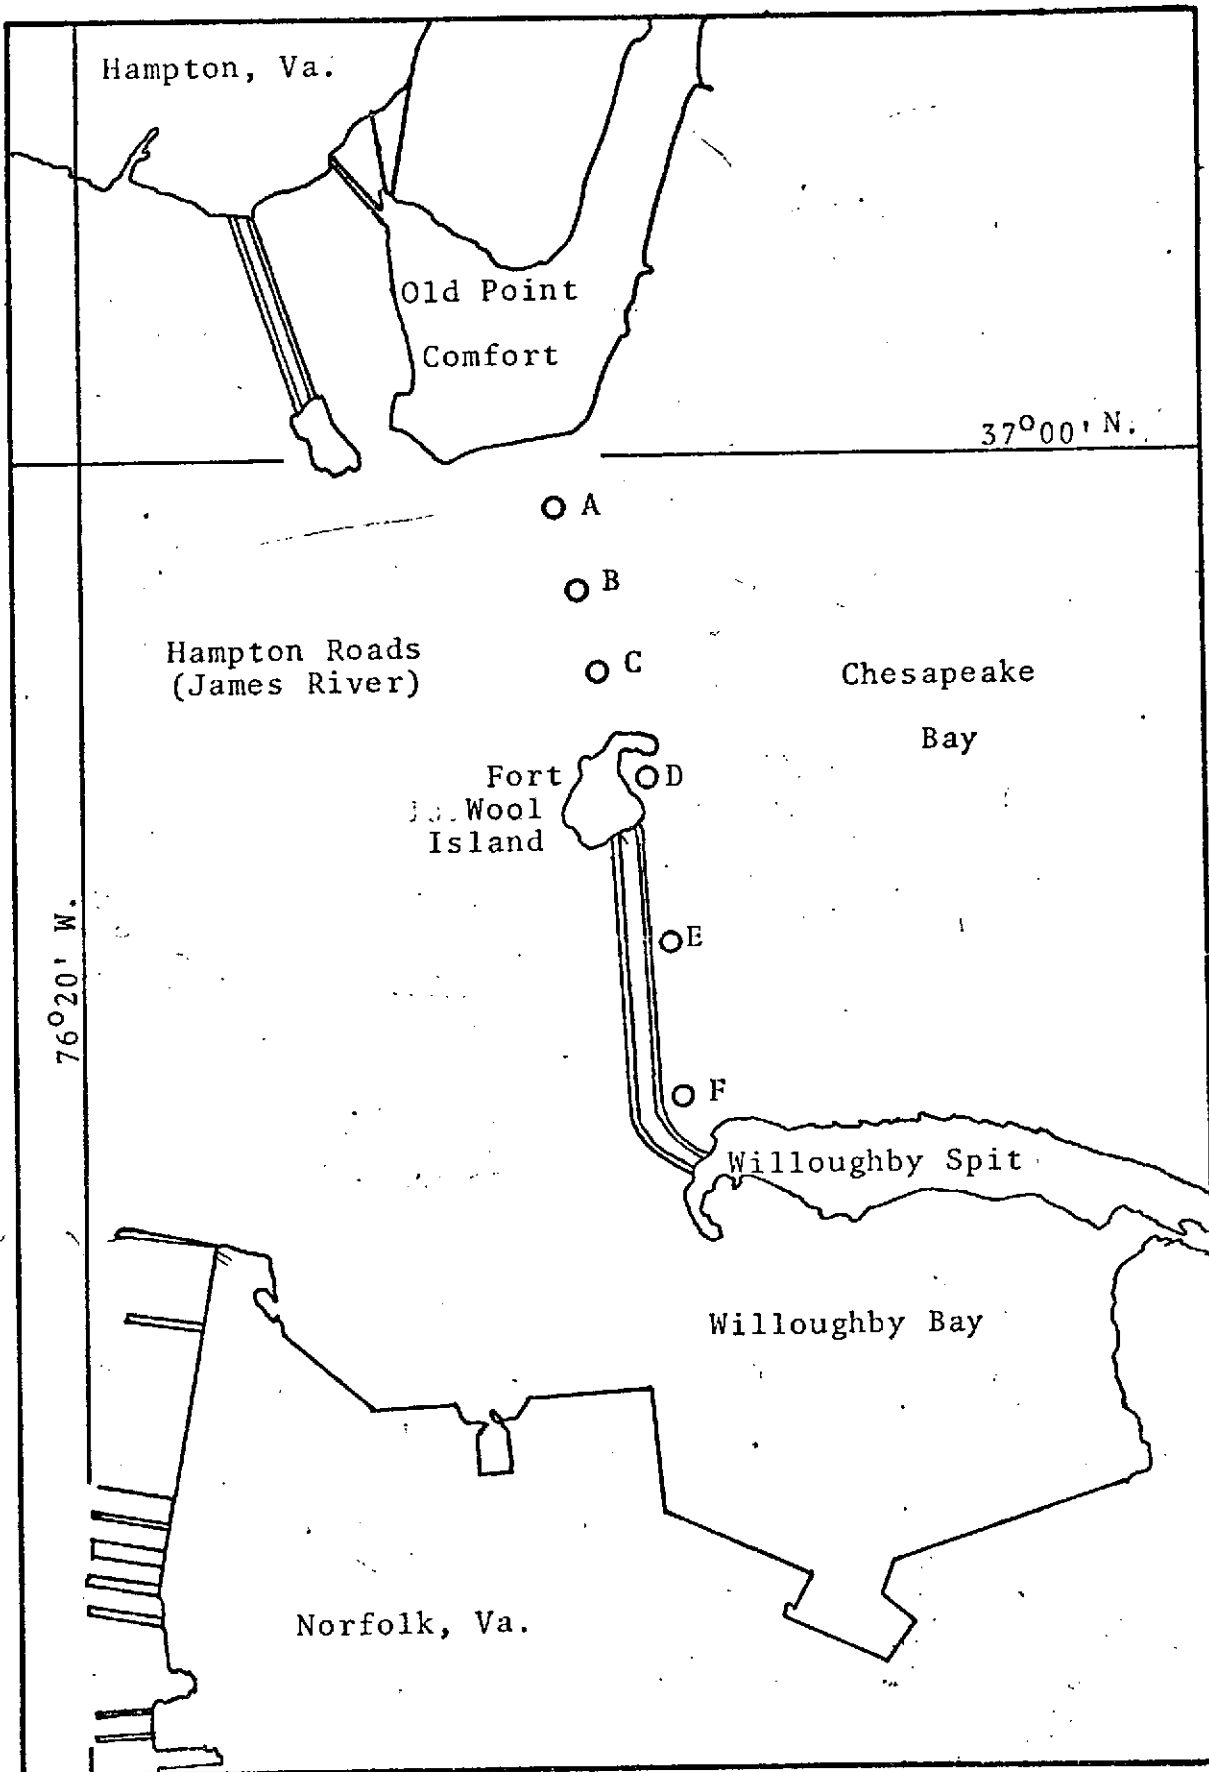 Hampton, Va.
Old Point
Comfort
37°00' N.
A
B
C
Hampton Roads
(James River)
Chesapeake
Bay
Fort
Wool
Island
D
E
76°20' W.
F
Willoughby Spit
Willoughby Bay
Norfolk, Va.